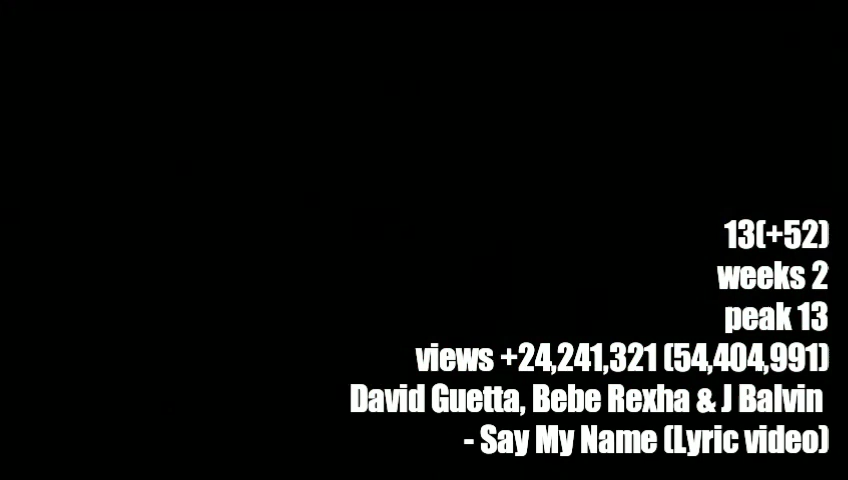 13(+52)
weeks 2
peak 13
views +24,241,321 (54,404,991)
David Guetta, Bebe Rexha & J Balvin
- Say My Name (Lyric video)